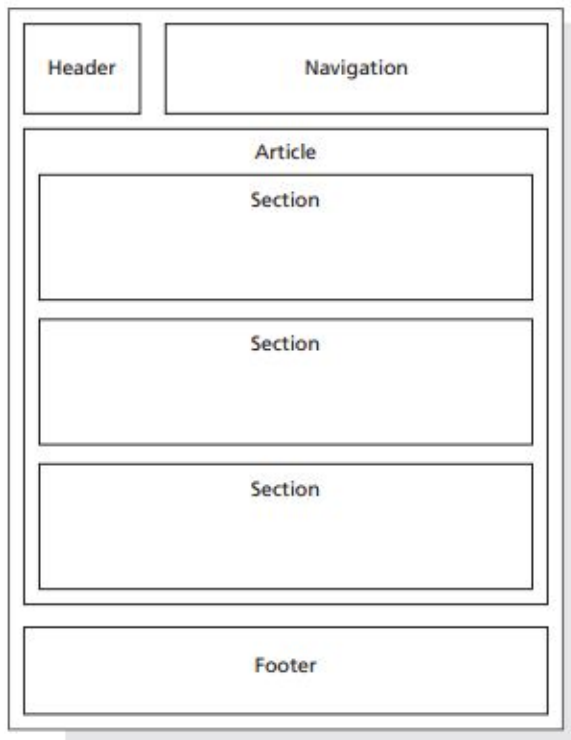 Header
Navigation
Article
Section
Section
Section
Footer